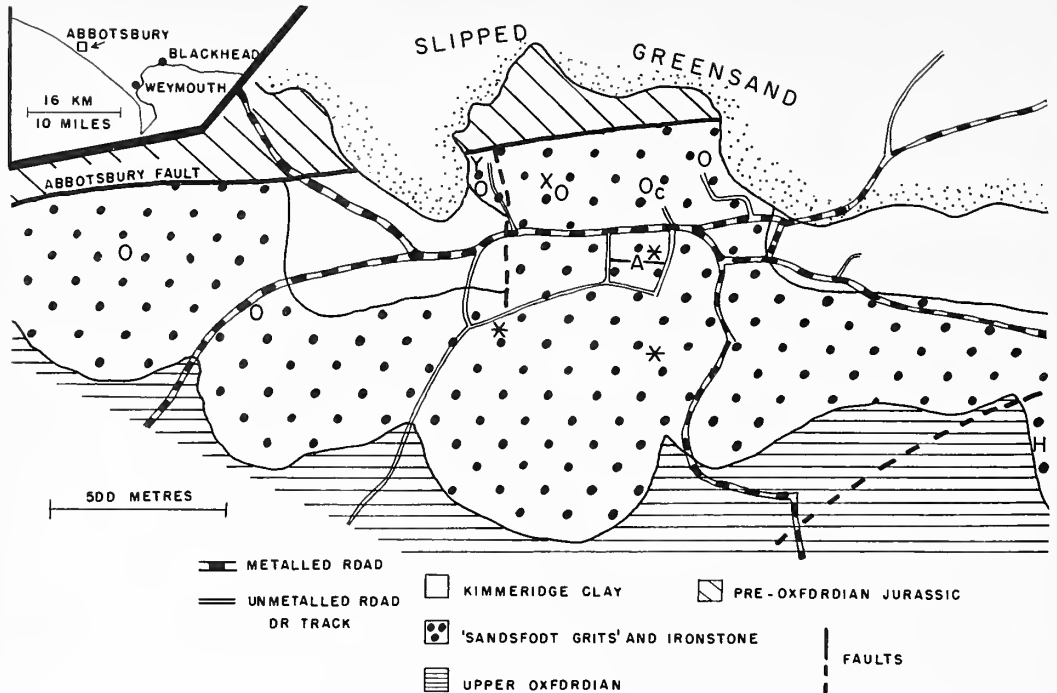 ABBOTSBURY
BLACKHEAD
WEYMOUTH
16 KM
10 MILES
SLIPPED
GREENSAND
ABBOTSBURY FAULT
Y
O
X O
O
O c
O
O
A
H
500 METRES
METALLED ROAD
UNMETALLED ROAD
OR TRACK
KIMMERIDGE CLAY
'SANDSFOOT GRITS' AND IRONSTONE
UPPER OXFORDIAN
PRE-OXFORDIAN JURASSIC
FAULTS